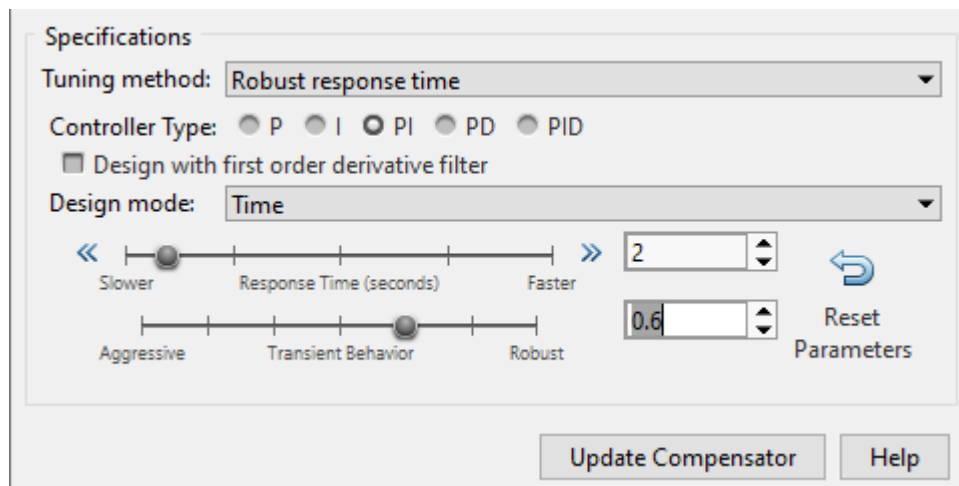 Specifications
Tuning method: Robust response time
Controller Type: P I PI PD PID
Design with first order derivative filter
Design mode: Time
« » 2
Slower Response Time (seconds) Faster
0.6 Reset
Aggressive Transient Behavior Robust Parameters
Update Compensator Help